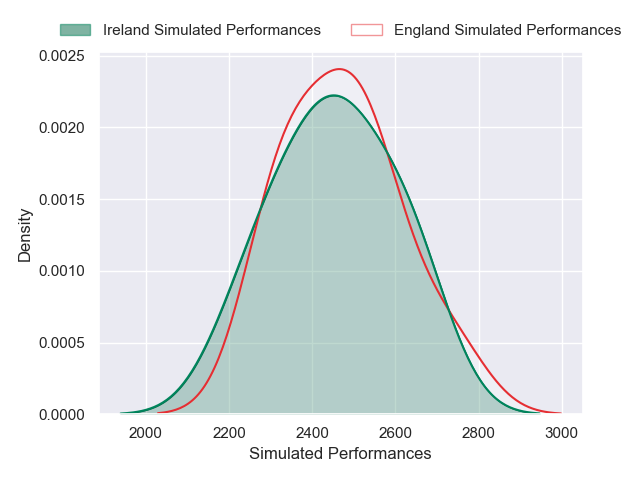 Ireland Simulated Performances England Simulated Performances
0.0025
0.0020
0.0015
0.0010
0.0005
0.0000
Density
2000 2200 2400 2600 2800 3000
Simulated Performances